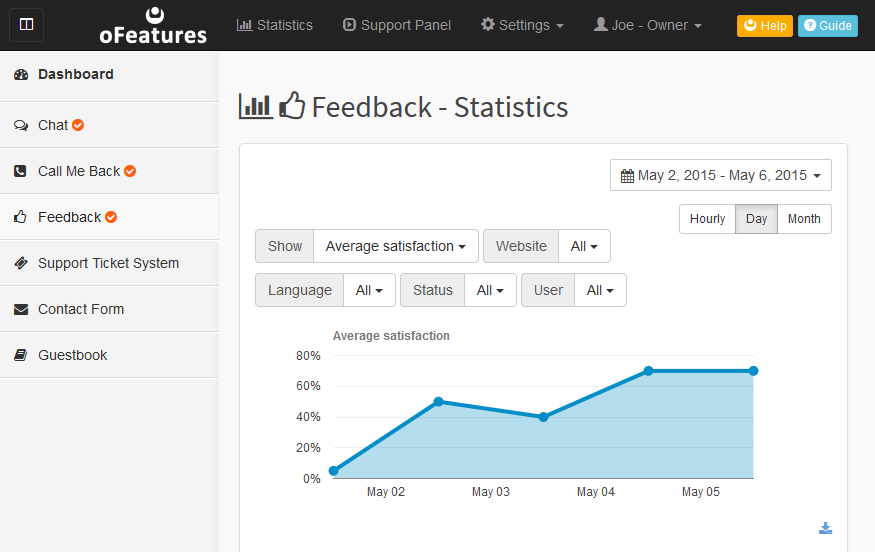 oFeatures
Statistics
Support Panel
Settings
Joe - Owner
Help
Guide
Dashboard
Chat
Call Me Back
Feedback
Support Ticket System
Contact Form
Guestbook
Feedback - Statistics
May 2, 2015 - May 6, 2015
Hourly Day Month
Show Average satisfaction Website All
Language All Status All User All
Average satisfaction
80%
60%
40%
20%
0%
May 02 May 03 May 04 May 05